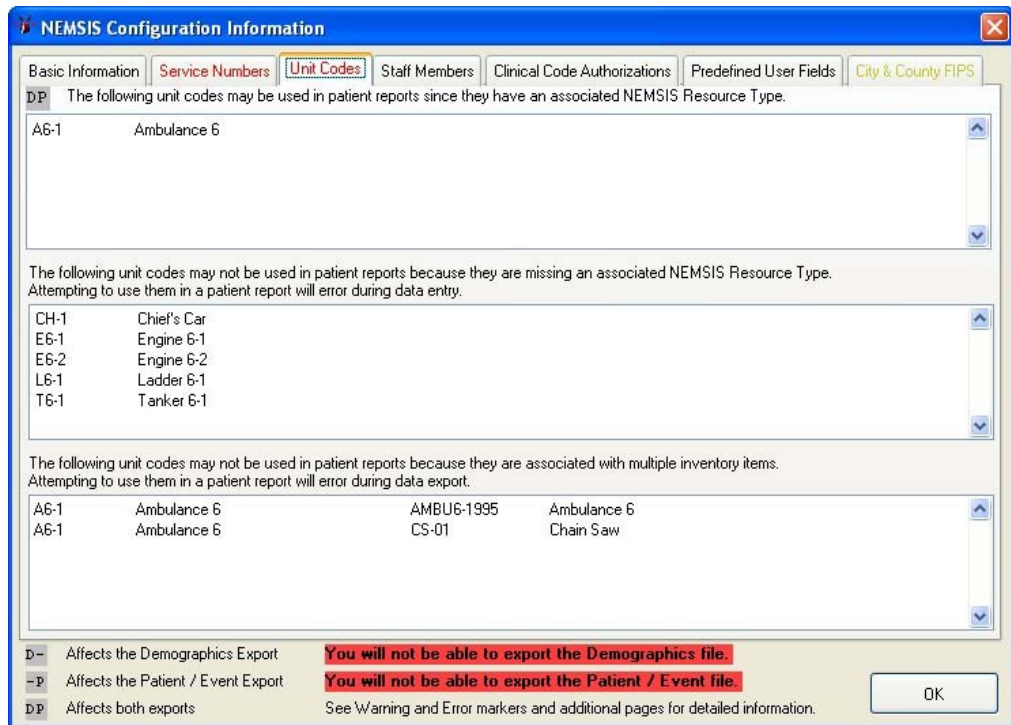 NEMSIS Configuration Information
Basic Information Service Numbers Unit Codes Staff Members Clinical Code Authorizations Predefined User Fields City & County FIPS
DP The following unit codes may be used in patient reports since they have an associated NEMSIS Resource Type.
A6-1 Ambulance 6
The following unit codes may not be used in patient reports because they are missing an associated NEMSIS Resource Type.
Attempting to use them in a patient report will error during data entry.
CH-1 Chief's Car
E6-1 Engine 6-1
E6-2 Engine 6-2
L6-1 Ladder 6-1
T6-1 Tanker 6-1
The following unit codes may not be used in patient reports because they are associated with multiple inventory items.
Attempting to use them in a patient report will error during data export.
A6-1 Ambulance 6 AMBU6-1995 Ambulance 6
A6-1 Ambulance 6 CS-01 Chain Saw
D- Affects the Demographics Export You will not be able to export the Demographics file.
-P Affects the Patient / Event Export You will not be able to export the Patient / Event file.
DP Affects both exports See Warning and Error markers and additional pages for detailed information.
OK